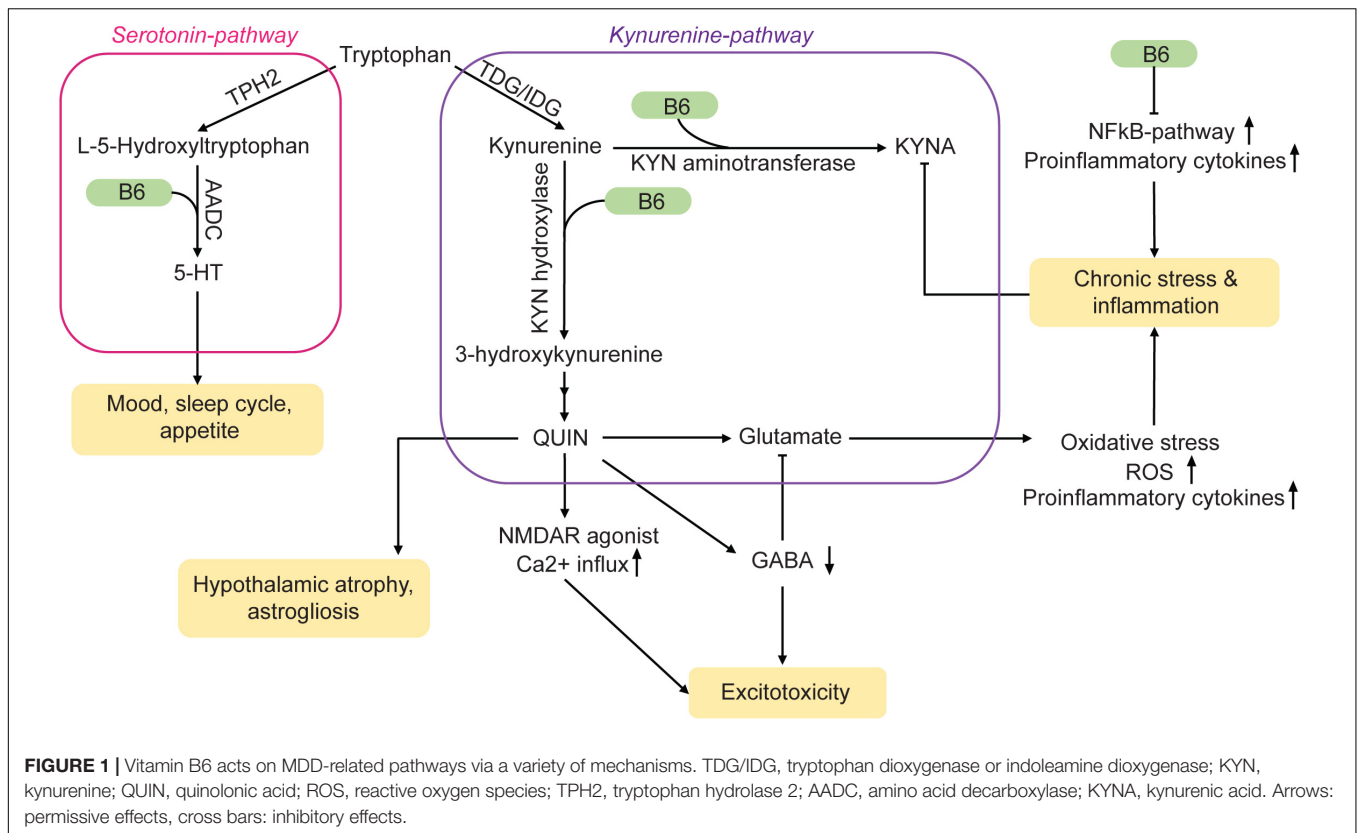 Serotonin-pathway
Kynurenine-pathway
Tryptophan
TPH2
TDG/IDG
B6
B6
L-5-Hydroxyltryptophan
Kynurenine
KYN aminotransferase
KYNA
NFkB-pathway
Proinflammatory cytokines
B6
AADC
KYN hydroxylase
B6
5-HT
Chronic stress &
inflammation
3-hydroxykynurenine
Mood, sleep cycle,
appetite
QUIN
Glutamate
Oxidative stress
ROS
Proinflammatory cytokines
NMDAR agonist
Ca2+ influx
GABA
Hypothalamic atrophy,
astrogliosis
Excitotoxicity
FIGURE 1 | Vitamin B6 acts on MDD-related pathways via a variety of mechanisms. TDG/IDG, tryptophan dioxygenase or indoleamine dioxygenase; KYN,
kynurenine; QUIN, quinolonic acid; ROS, reactive oxygen species; TPH2, tryptophan hydrolase 2; AADC, amino acid decarboxylase; KYNA, kynurenic acid. Arrows:
permissive effects, cross bars: inhibitory effects.